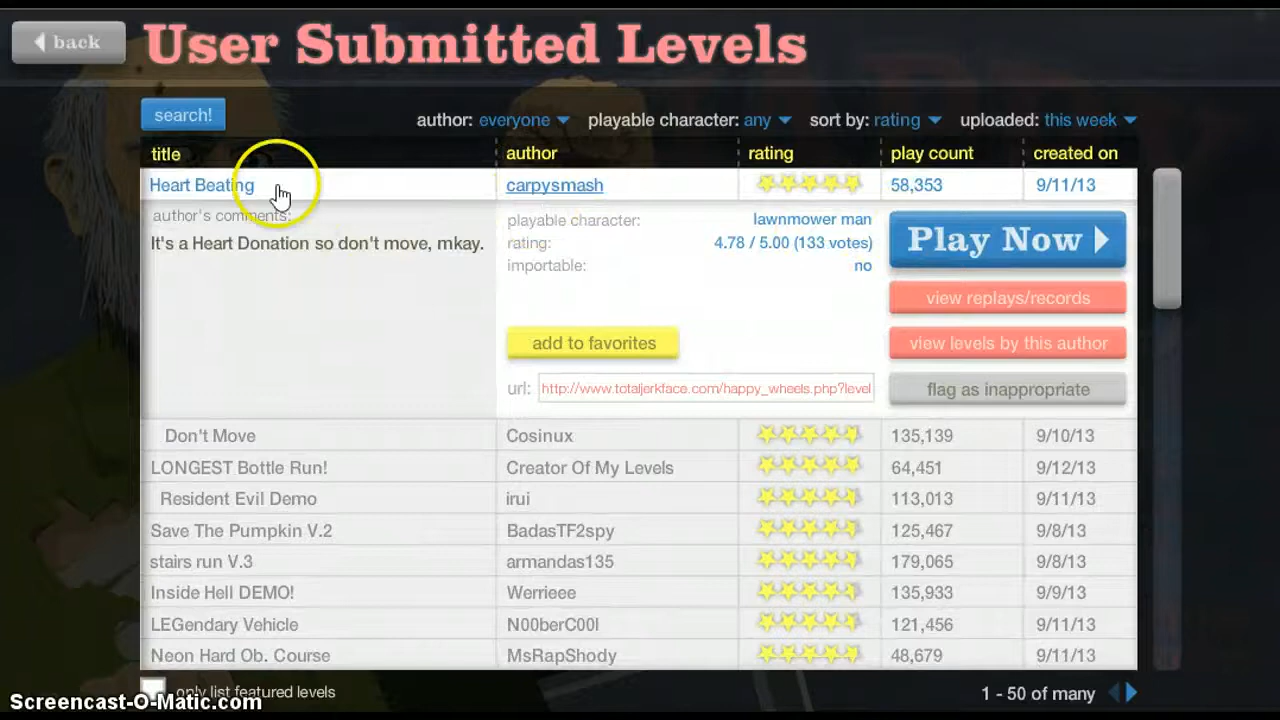 back
User Submitted Levels
search!
author: everyone playable character: any sort by: rating uploaded: this week
title author rating play count created on
Heart Beating carpysmash 58,353 9/11/13
author's comments:
It's a Heart Donation so don't move, mkay.
playable character: lawnmower man
rating: 4.78 / 5.00 (133 votes)
importable: no
add to favorites
url: http://www.totaljerkface.com/happy_wheels.php?level
Play Now
view replays/records
view levels by this author
flag as inappropriate
Don't Move Cosinux 135,139 9/10/13
LONGEST Bottle Run! Creator Of My Levels 64,451 9/12/13
Resident Evil Demo irui 113,013 9/11/13
Save The Pumpkin V.2 BadasTF2spy 125,467 9/8/13
stairs run V.3 armandas135 179,065 9/8/13
Inside Hell DEMO! Werrieee 135,933 9/9/13
LEGendary Vehicle N00berC00l 121,456 9/11/13
Neon Hard Ob. Course MsRapShody 48,679 9/11/13
only list featured levels 1 - 50 of many
Screencast-O-Matic.com